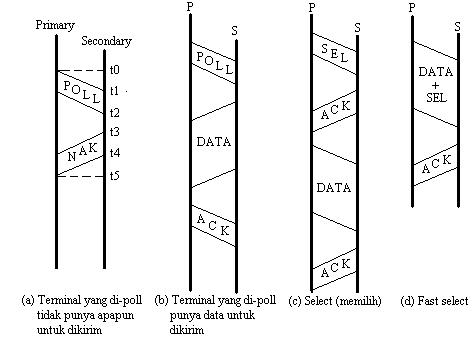 Primary
Secondary
t0
t1
t2
t3
t4
t5
POLL
NAK
(a) Terminal yang di-poll
tidak punya apapun
untuk dikirim
P
S
POLL
DATA
ACK
(b) Terminal yang di-poll
punya data untuk
dikirim
P
S
SEL
ACK
DATA
ACK
(c) Select (memilih)
P
S
DATA
+
SEL
ACK
(d) Fast select